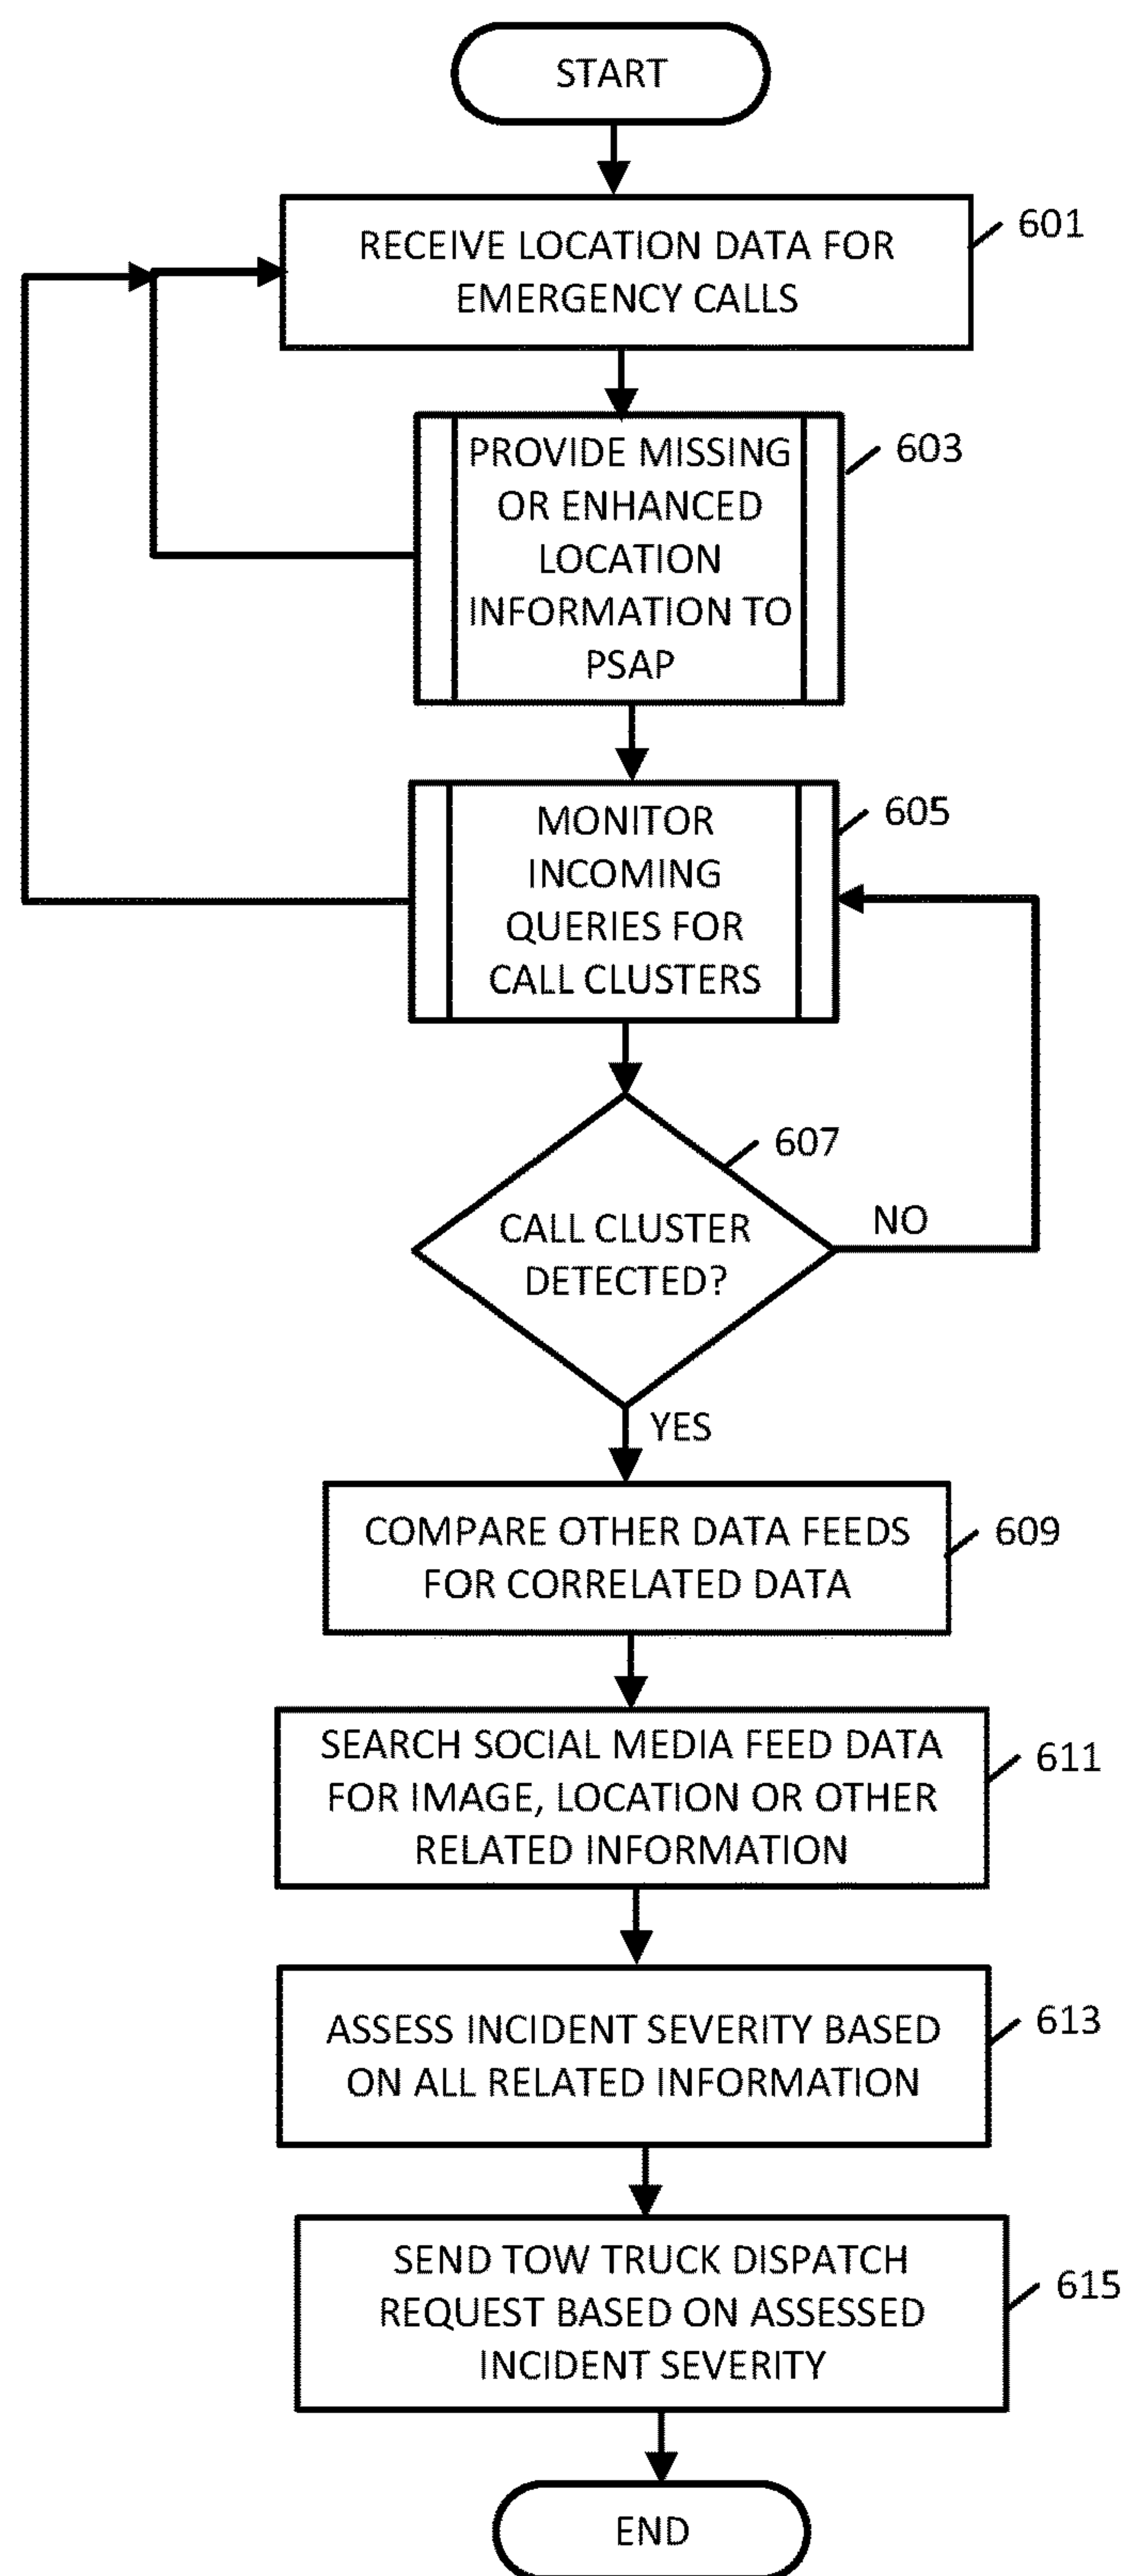 START
RECEIVE LOCATION DATA FOR
EMERGENCY CALLS
601
PROVIDE MISSING
OR ENHANCED
LOCATION
INFORMATION TO
PSAP
603
MONITOR
INCOMING
QUERIES FOR
CALL CLUSTERS
605
607
CALL CLUSTER
DETECTED?
NO
YES
COMPARE OTHER DATA FEEDS
FOR CORRELATED DATA
609
SEARCH SOCIAL MEDIA FEED DATA
FOR IMAGE, LOCATION OR OTHER
RELATED INFORMATION
611
ASSESS INCIDENT SEVERITY BASED
ON ALL RELATED INFORMATION
613
SEND TOW TRUCK DISPATCH
REQUEST BASED ON ASSESSED
INCIDENT SEVERITY
615
END